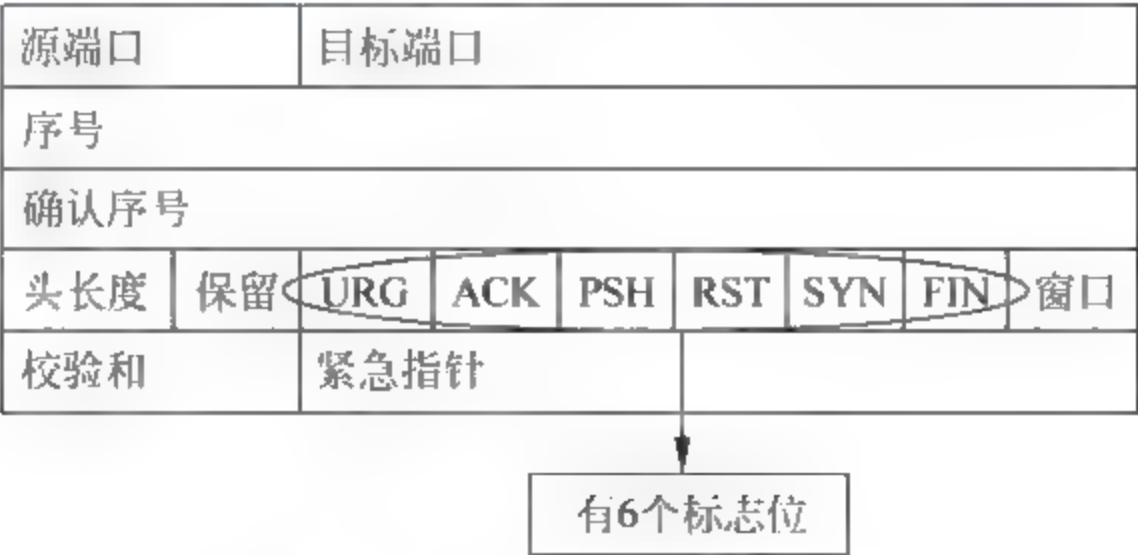 源端口 目标端口
序号
确认序号
头长度 保留 URG ACK PSH RST SYN FIN 窗口
校验和 紧急指针
有6个标志位